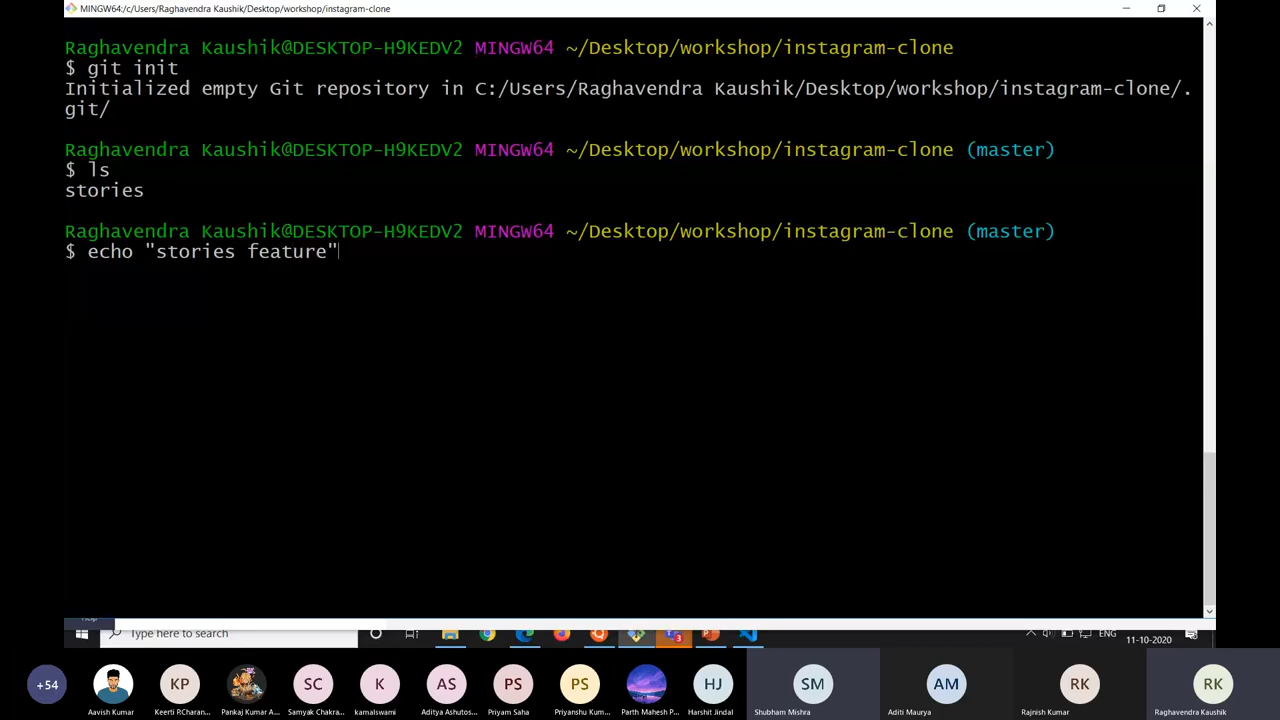 MINGW64:/c/Users/Raghavendra Kaushik/Desktop/workshop/instagram-clone
Raghavendra Kaushik@DESKTOP-H9KEDV2 MINGW64 ~/Desktop/workshop/instagram-clone
$ git init
Initialized empty Git repository in C:/Users/Raghavendra Kaushik/Desktop/workshop/instagram-clone/.
git/
Raghavendra Kaushik@DESKTOP-H9KEDV2 MINGW64 ~/Desktop/workshop/instagram-clone (master)
$ ls
stories
Raghavendra Kaushik@DESKTOP-H9KEDV2 MINGW64 ~/Desktop/workshop/instagram-clone (master)
$ echo "stories feature"
Type here to search
3
ENG
11-10-2020
+54
KP
SC
K
AS
PS
PS
HJ
SM
AM
RK
RK
Aavish Kumar
Keerti P.Charan...
Pankaj Kumar A...
Samyak Chakra...
kamalswami
Aditya Ashutos...
Priyam Saha
Priyanshu Kum...
Parth Mahesh P...
Harshit Jindal
Shubham Mishra
Aditi Maurya
Rajnish Kumar
Raghavendra Kaushik